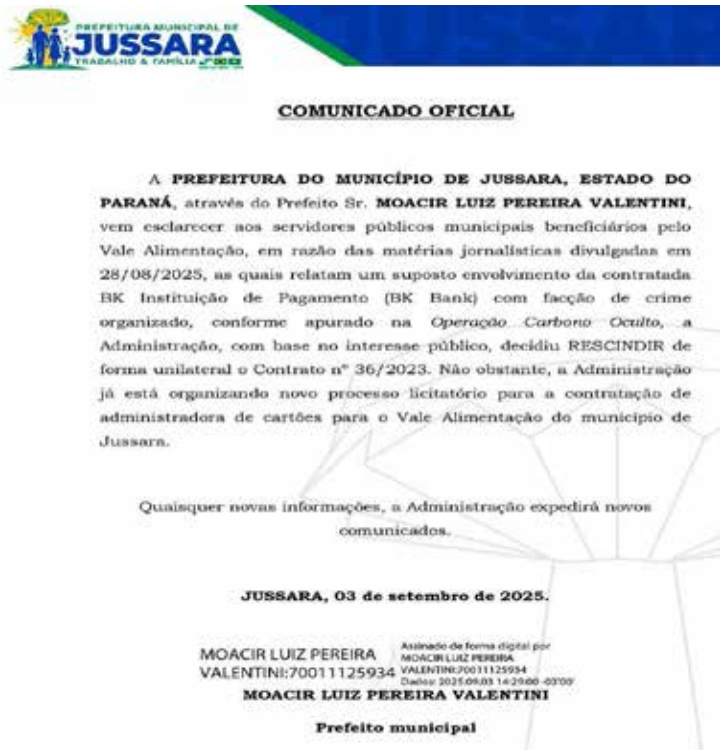 PREFEITURA MUNICIPAL DE
JUSSARA
TRABALHO & FAMÍLIA
COMUNICADO OFICIAL
A PREFEITURA DO MUNICÍPIO DE JUSSARA, ESTADO DO
PARANÁ, através do Prefeito Sr. MOACIR LUIZ PEREIRA VALENTINI,
vem esclarecer aos servidores públicos municipais beneficiários pelo
Vale Alimentação, em razão das matérias jornalísticas divulgadas em
28/08/2025, as quais relatam um suposto envolvimento da contratada
BK Instituição de Pagamento (BK Bank) com facção de crime
organizado, conforme apurado na Operação Carbono Oculto, a
Administração, com base no interesse público, decidiu RESCINDIR de
forma unilateral o Contrato nº 36/2023. Não obstante, a Administração
já está organizando novo processo licitatório para a contratação de
administradora de cartões para o Vale Alimentação do município de
Jussara.
Quaisquer novas informações, a Administração expedirá novos
comunicados.
JUSSARA, 03 de setembro de 2025.
MOACIR LUIZ PEREIRA
VALENTINI:70011125934
Assinado de forma digital por
MOACIR LUIZ PEREIRA
VALENTINI:70011125934
Dados: 2025.09.03 14:29:00 -03'00'
MOACIR LUIZ PEREIRA VALENTINI
Prefeito municipal